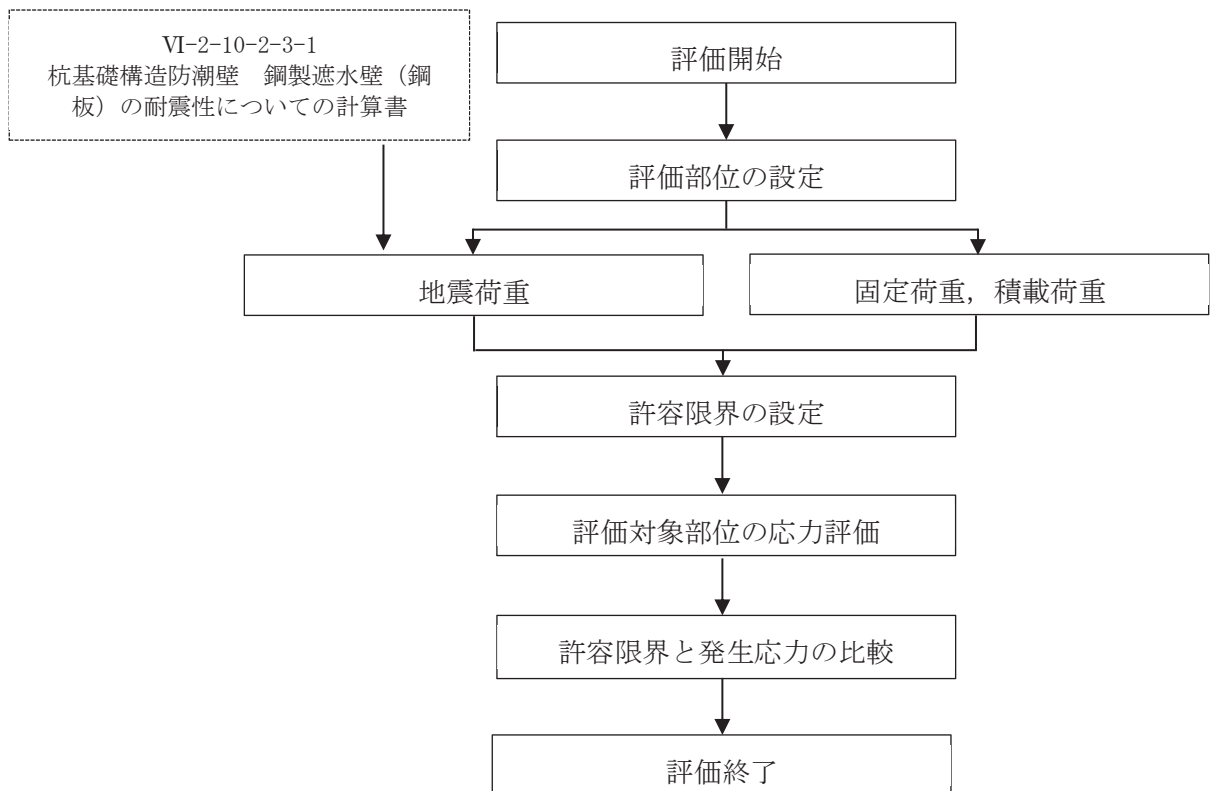 Ⅵ-2-10-2-3-1
杭基礎構造防潮壁　鋼製遮水壁（鋼
板）の耐震性についての計算書
評価開始
評価部位の設定
地震荷重
固定荷重，積載荷重
許容限界の設定
評価対象部位の応力評価
許容限界と発生応力の比較
評価終了